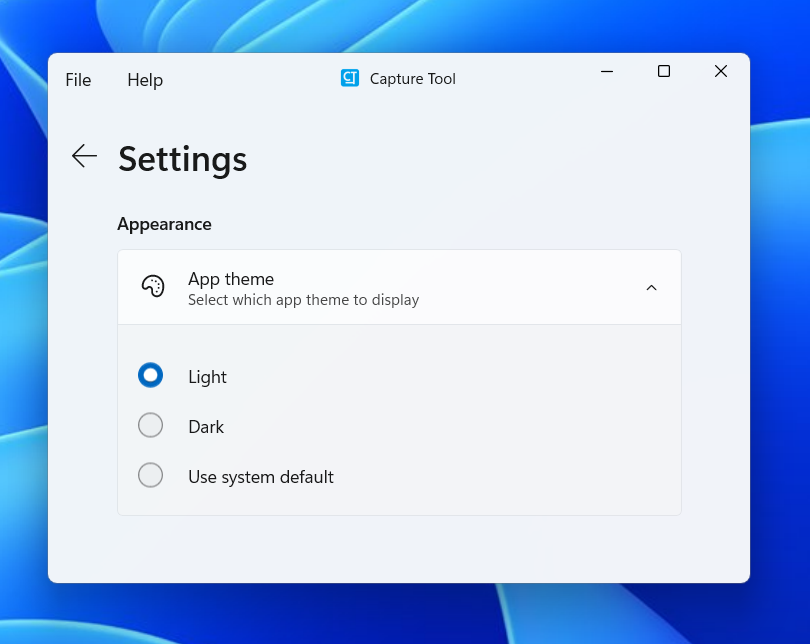 File Help CT Capture Tool
Settings
Appearance
App theme
Select which app theme to display
Light
Dark
Use system default